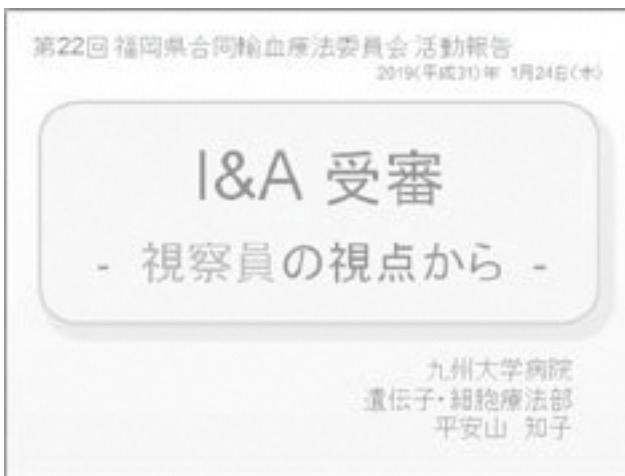 第22回 福岡県合同輸血療法委員会 活動報告
2019(平成31)年 1月24日(木)
I&A 受審
- 視察員の視点から -
九州大学病院
遺伝子・細胞療法部
平安山 知子